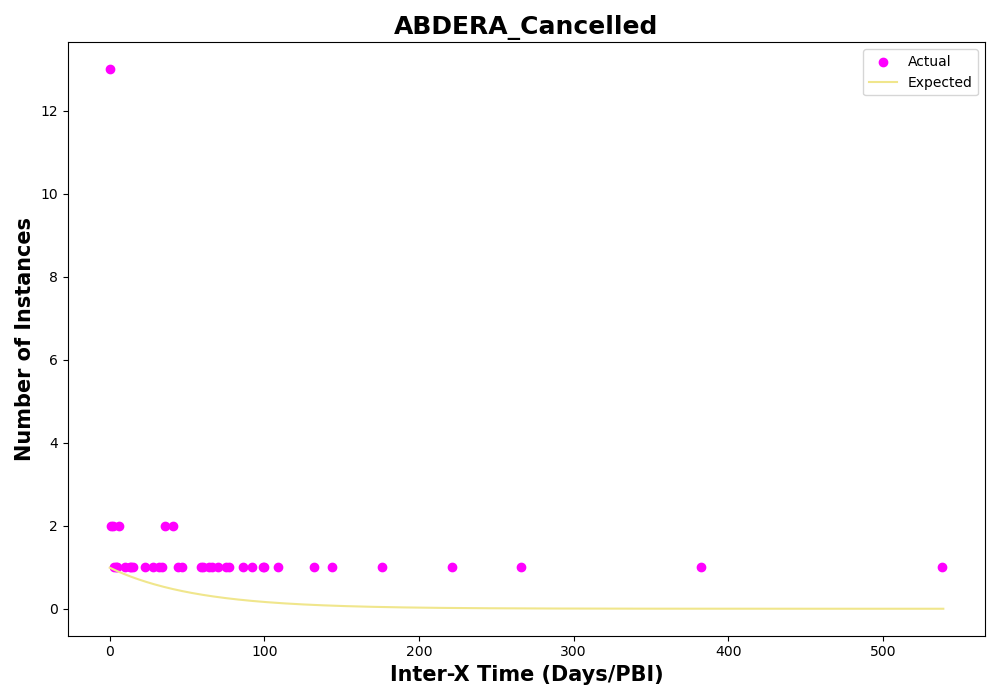 ABDERA_Cancelled
Actual
Expected
Number of Instances
12
10
8
6
4
2
0
0 100 200 300 400 500
Inter-X Time (Days/PBI)